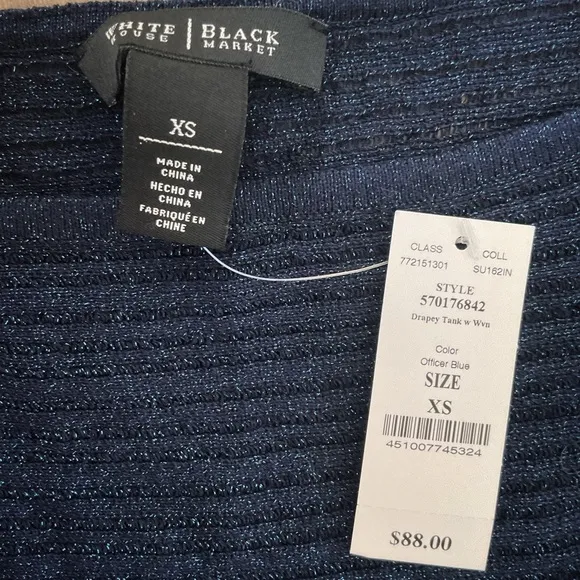 WHITE HOUSE | BLACK MARKET
XS
MADE IN
CHINA
HECHO EN
CHINA
FABRIQUÉ EN
CHINE
CLASS COLL
772151301 SU162IN
STYLE
570176842
Drapey Tank w Wvn
Color
Officer Blue
SIZE
XS
451007745324
$88.00